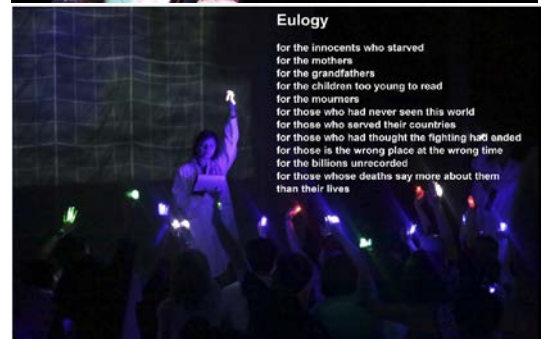 Eulogy
for the innocents who starved
for the mothers
for the grandfathers
for the children too young to read
for the mourners
for those who had never seen this world
for those who served their countries
for those who had thought the fighting had ended
for those is the wrong place at the wrong time
for the billions unrecorded
for those whose deaths say more about them
than their lives